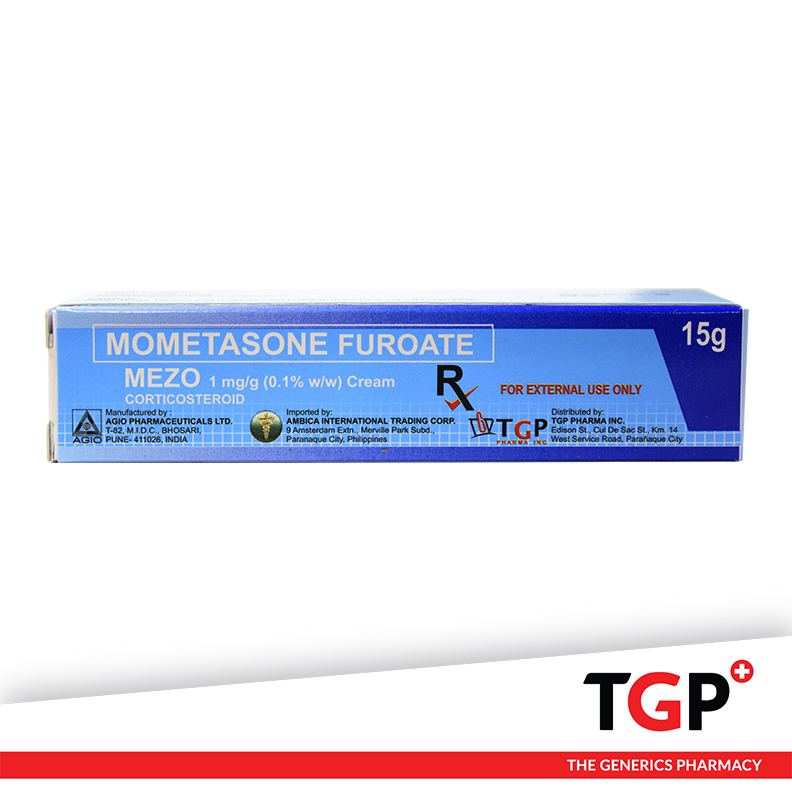 MOMETASONE FUROATE
15g
MEZO 1 mg/g (0.1% w/w) Cream
CORTICOSTEROID
Rx
FOR EXTERNAL USE ONLY
AGIO
Manufactured by :
AGIO PHARMACEUTICALS LTD.
T-82, M.I.D.C., BHOSARI,
PUNE- 411026, INDIA
Imported by:
AMBICA INTERNATIONAL TRADING CORP.
9 Amsterdam Extn., Merville Park Subd.,
Paranaque City, Philippines
TGP
PHARMA INC
Distributed by:
TGP PHARMA INC.
Edison St., Cul De Sac St., Km. 14
West Service Road, Parañaque City
TGP
THE GENERICS PHARMACY